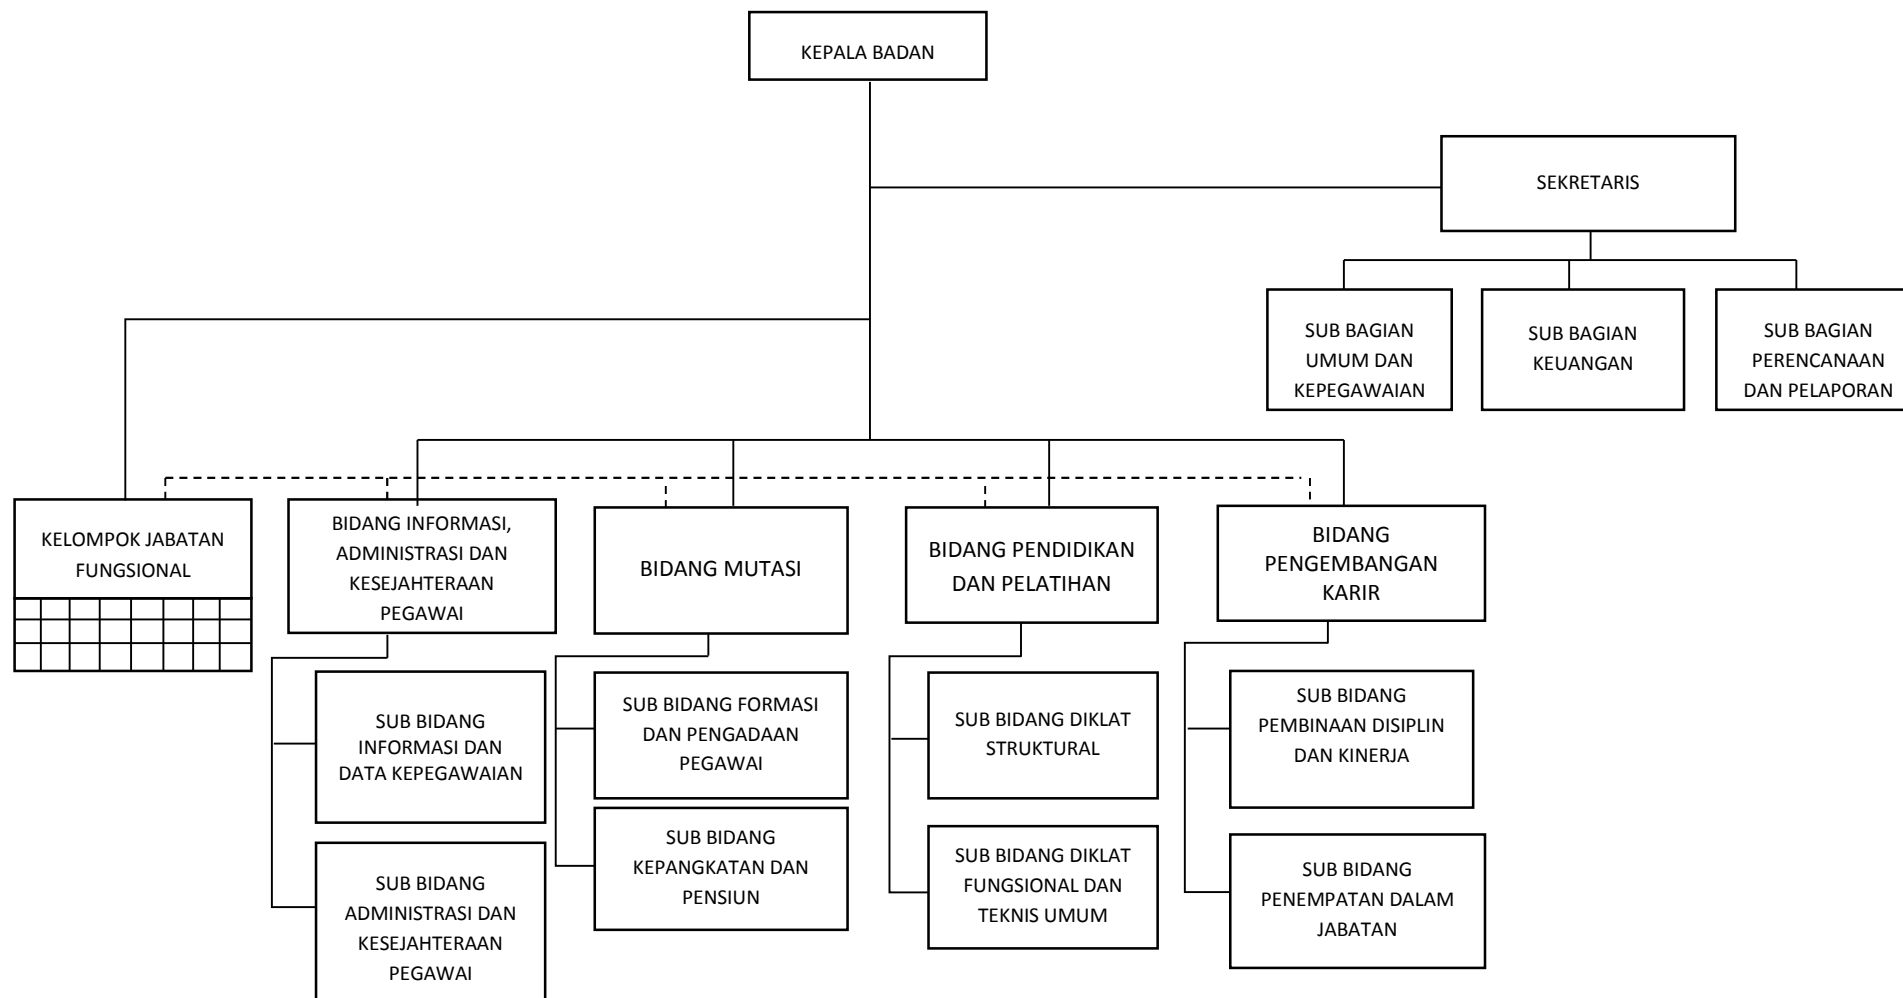 KEPALA BADAN
SEKRETARIS
SUB BAGIAN
UMUM DAN
KEPEGAWAIAN
SUB BAGIAN
KEUANGAN
SUB BAGIAN
PERENCANAAN
DAN PELAPORAN
KELOMPOK JABATAN
FUNGSIONAL
BIDANG INFORMASI,
ADMINISTRASI DAN
KESEJAHTERAAN
PEGAWAI
BIDANG MUTASI
BIDANG PENDIDIKAN
DAN PELATIHAN
BIDANG
PENGEMBANGAN
KARIR
SUB BIDANG
INFORMASI DAN
DATA KEPEGAWAIAN
SUB BIDANG FORMASI
DAN PENGADAAN
PEGAWAI
SUB BIDANG DIKLAT
STRUKTURAL
SUB BIDANG
PEMBINAAN DISIPLIN
DAN KINERJA
SUB BIDANG
ADMINISTRASI DAN
KESEJAHTERAAN
PEGAWAI
SUB BIDANG
KEPANGKATAN DAN
PENSIUN
SUB BIDANG DIKLAT
FUNGSIONAL DAN
TEKNIS UMUM
SUB BIDANG
PENEMPATAN DALAM
JABATAN